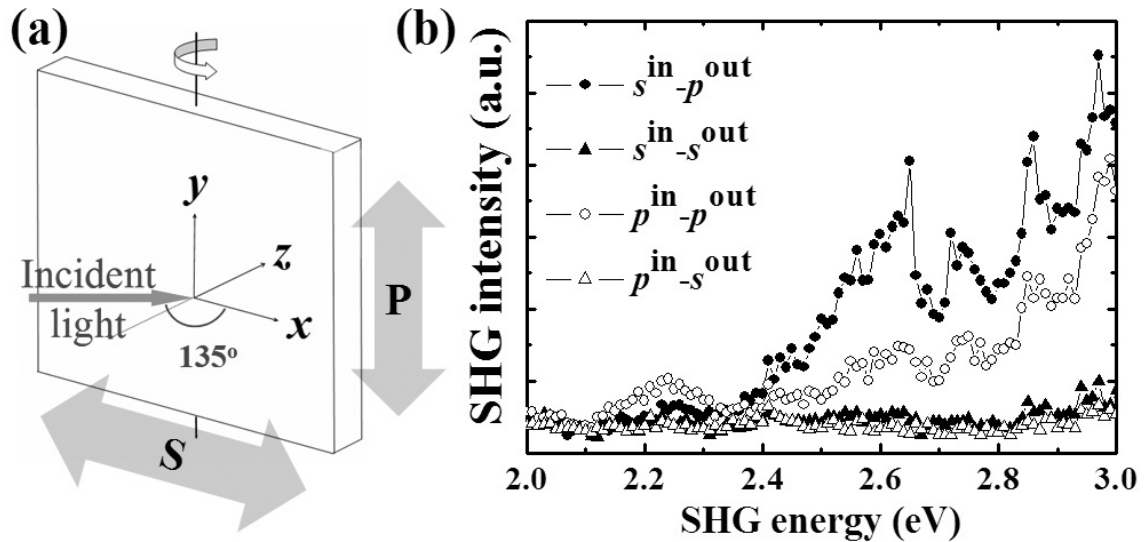 (a)
y
z
x
Incident
light
135°
P
S
(b)
SHG intensity (a.u.)
s^in-p^out
s^in-s^out
p^in-p^out
p^in-s^out
2.0 2.2 2.4 2.6 2.8 3.0
SHG energy (eV)